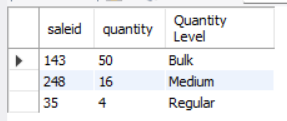 saleid quantity Quantity Level
143 50 Bulk
248 16 Medium
35 4 Regular